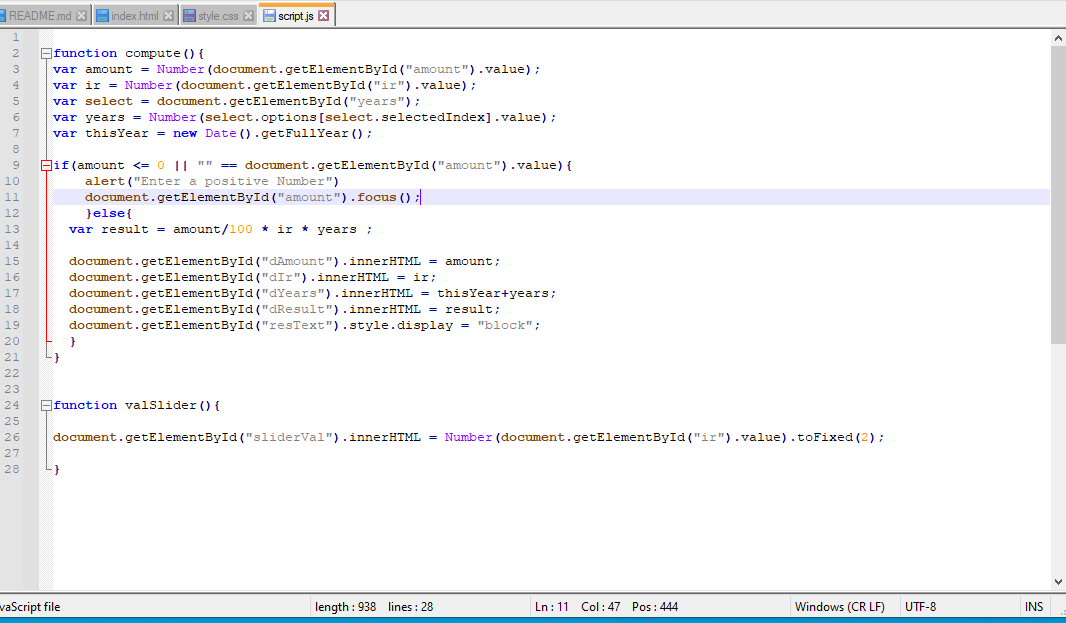 README.md index.html style.css script.js
1
2 function compute(){
3 var amount = Number(document.getElementById("amount").value);
4 var ir = Number(document.getElementById("ir").value);
5 var select = document.getElementById("years");
6 var years = Number(select.options[select.selectedIndex].value);
7 var thisYear = new Date().getFullYear();
8
9 if(amount <= 0 || "" == document.getElementById("amount").value){
10 alert("Enter a positive Number")
11 document.getElementById("amount").focus();
12 }else{
13 var result = amount/100 * ir * years ;
14
15 document.getElementById("dAmount").innerHTML = amount;
16 document.getElementById("dIr").innerHTML = ir;
17 document.getElementById("dYears").innerHTML = thisYear+years;
18 document.getElementById("dResult").innerHTML = result;
19 document.getElementById("resText").style.display = "block";
20 }
21 }
22
23
24 function valSlider(){
25
26 document.getElementById("sliderVal").innerHTML = Number(document.getElementById("ir").value).toFixed(2);
27
28 }
vaScript file length : 938 lines : 28 Ln : 11 Col : 47 Pos : 444 Windows (CR LF) UTF-8 INS